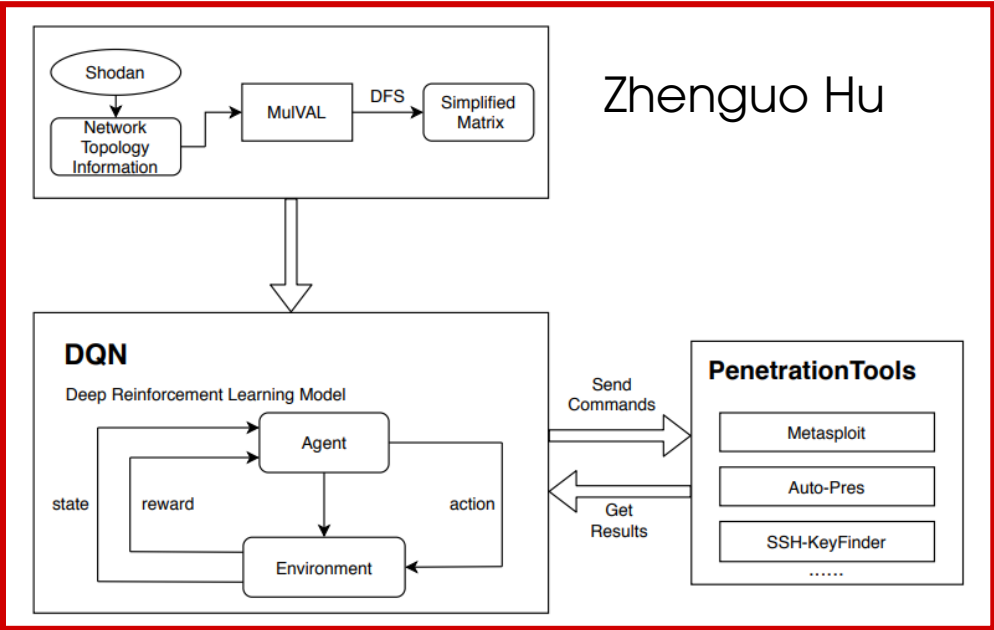 Zhenguo Hu
Shodan
Network
Topology
Information
MulVAL
DFS
Simplified
Matrix
DQN
Deep Reinforcement Learning Model
Agent
state
reward
action
Environment
Send
Commands
Get
Results
PenetrationTools
Metasploit
Auto-Pres
SSH-KeyFinder
......